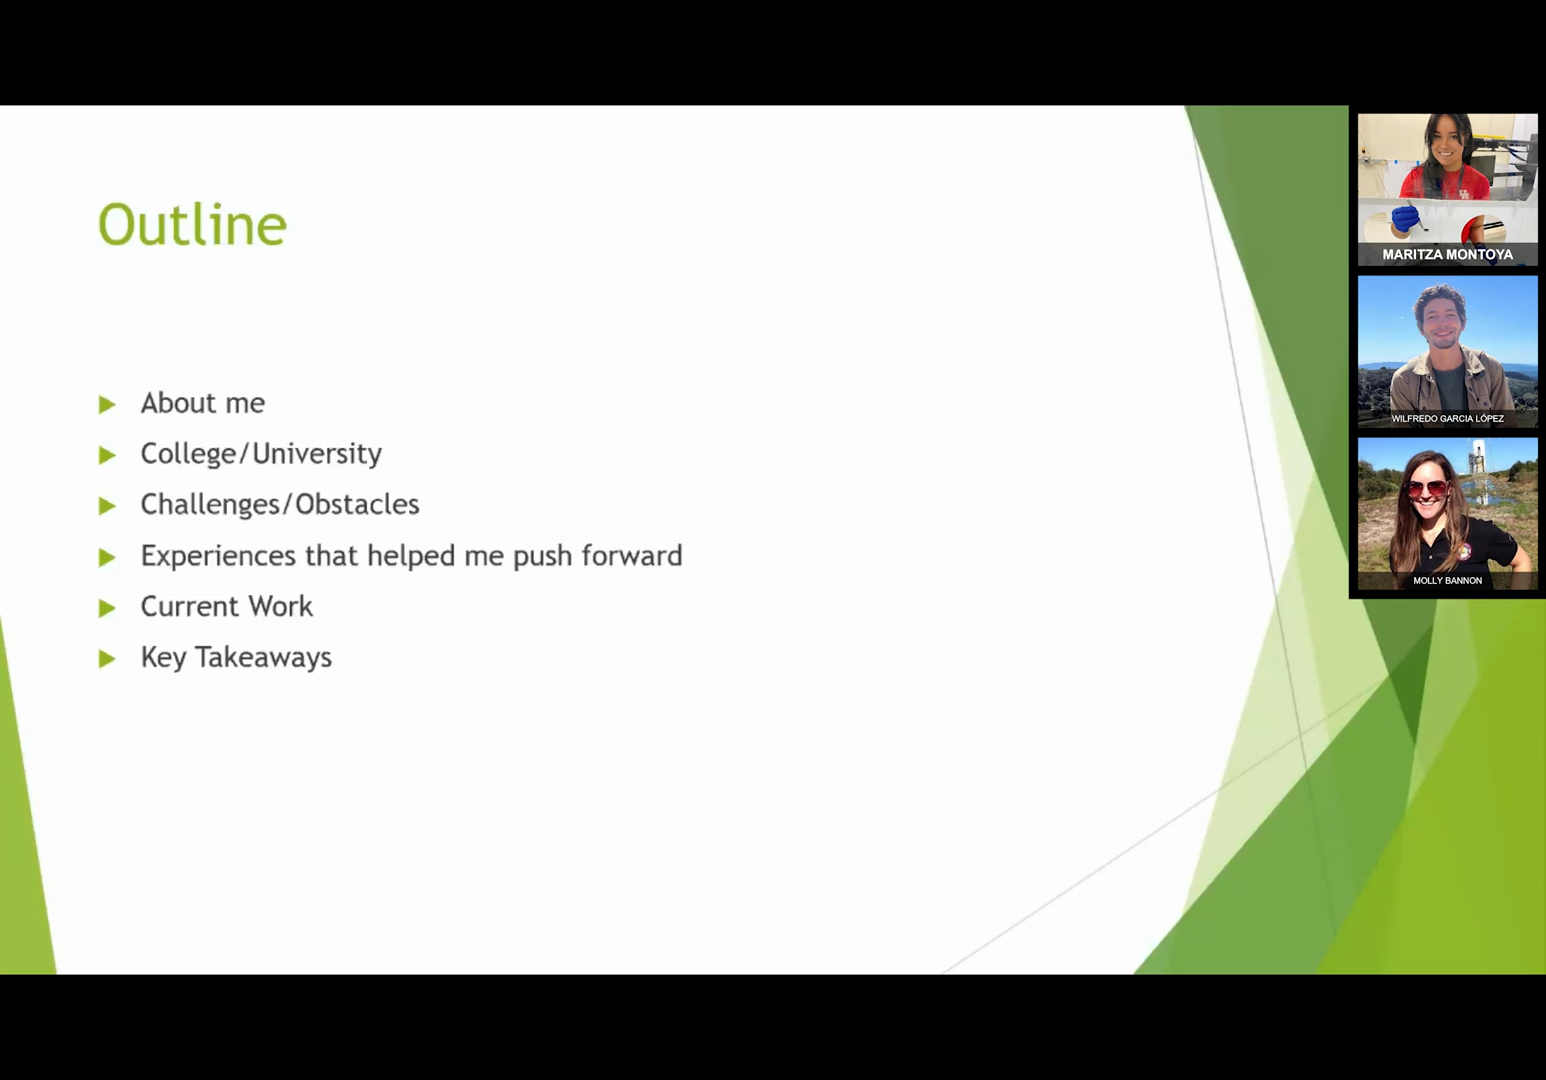 Outline
About me
College/University
Challenges/Obstacles
Experiences that helped me push forward
Current Work
Key Takeaways
MARITZA MONTOYA
WILFREDO GARCIA LÓPEZ
MOLLY BANNON